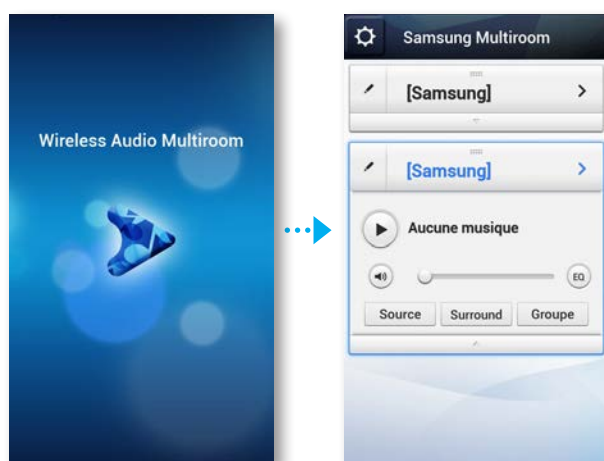 Wireless Audio Multiroom
Samsung Multiroom
[Samsung]
[Samsung]
Aucune musique
EQ
Source Surround Groupe